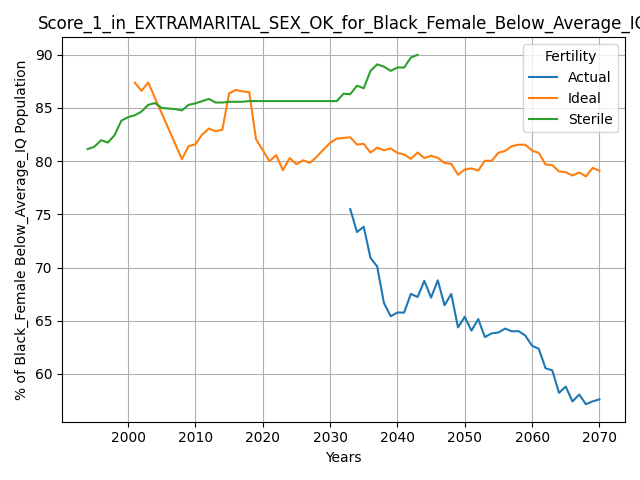 Score_1_in_EXTRAMARITAL_SEX_OK_for_Black_Female_Below_Average_IQ
% of Black_Female Below_Average_IQ Population
90
85
80
75
70
65
60
Fertility
Actual
Ideal
Sterile
2000 2010 2020 2030 2040 2050 2060 2070
Years